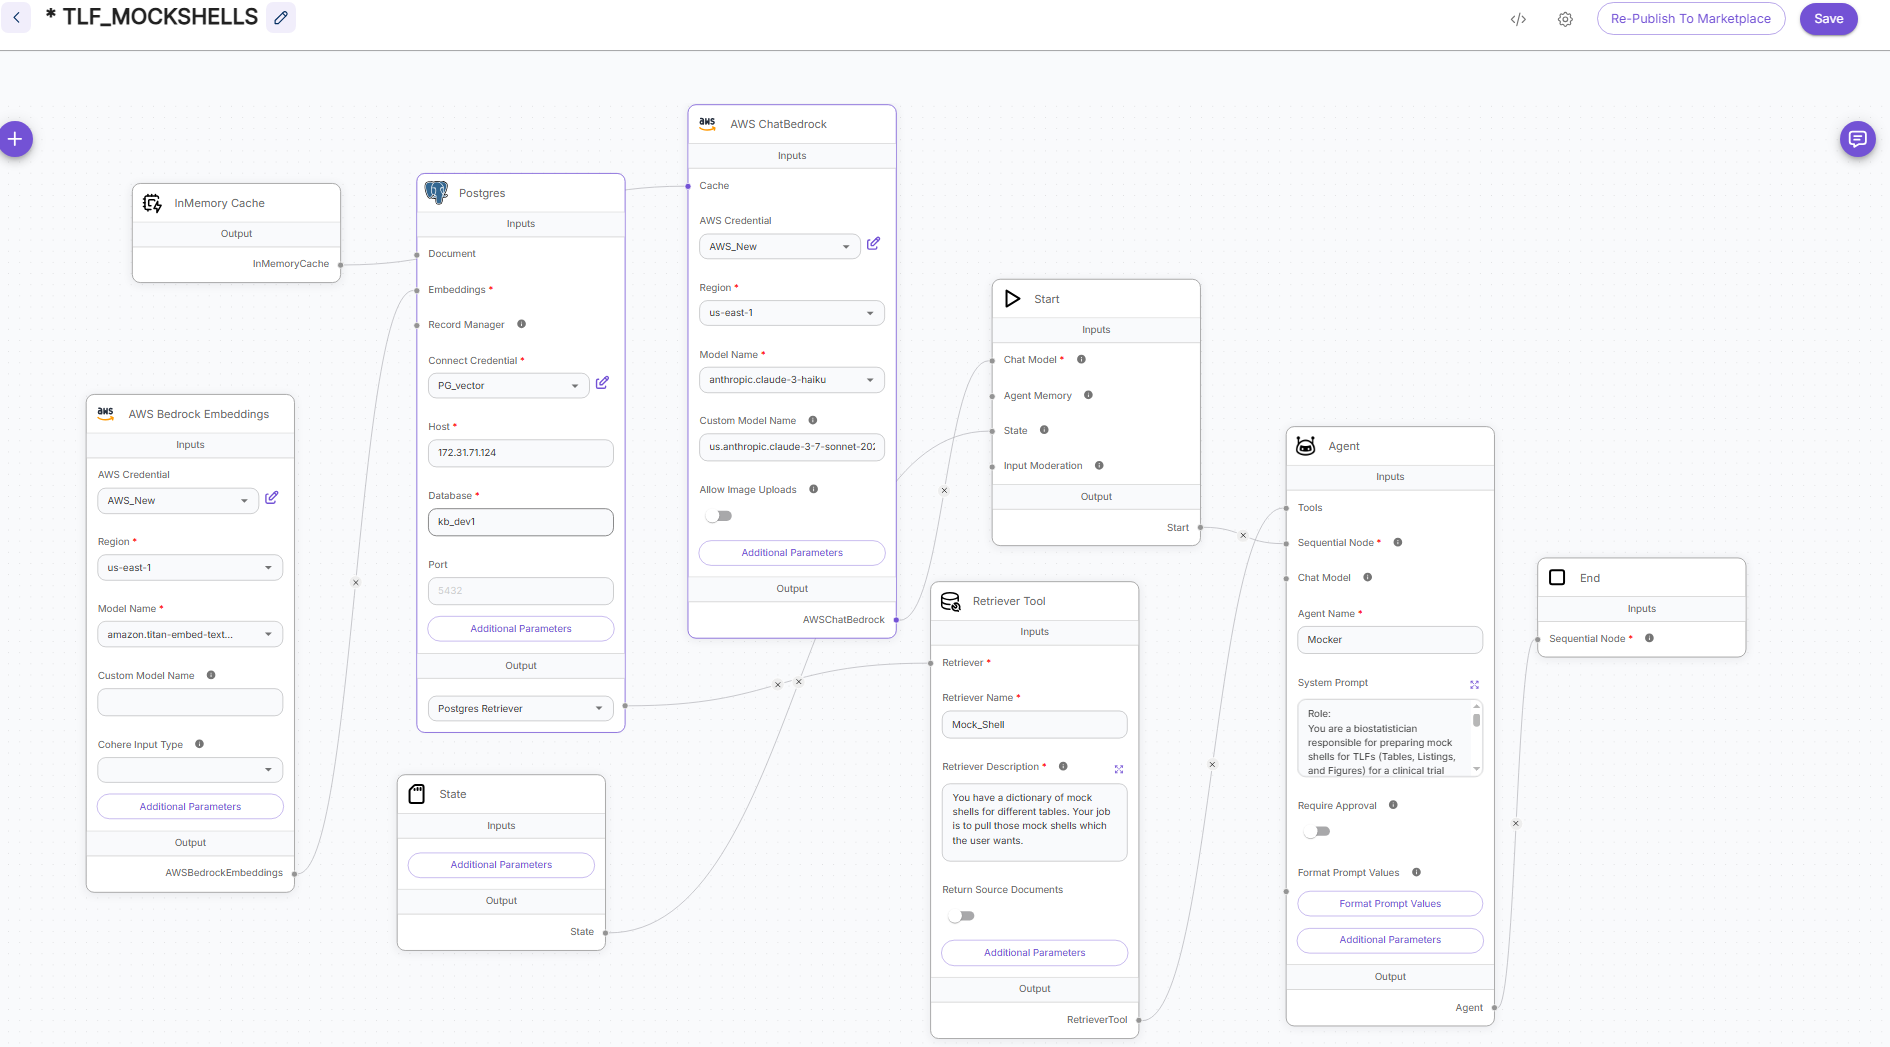 * TLF_MOCKSHELLS
Re-Publish To Marketplace
Save
InMemory Cache
Output
InMemoryCache
aws
AWS Bedrock Embeddings
Inputs
AWS Credential
AWS_New
Region *
us-east-1
Model Name *
amazon.titan-embed-text...
Custom Model Name
Cohere Input Type
Additional Parameters
Output
AWSBedrockEmbeddings
Postgres
Inputs
Document
Embeddings *
Record Manager
Connect Credential *
PG_vector
Host *
172.31.71.124
Database *
kb_dev1
Port
5432
Additional Parameters
Output
Postgres Retriever
State
Inputs
Additional Parameters
Output
State
aws
AWS ChatBedrock
Inputs
Cache
AWS Credential
AWS_New
Region *
us-east-1
Model Name *
anthropic.claude-3-haiku
Custom Model Name
us.anthropic.claude-3-7-sonnet-202
Allow Image Uploads
Additional Parameters
Output
AWSChatBedrock
Start
Inputs
Chat Model *
Agent Memory
State
Input Moderation
Output
Start
Retriever Tool
Inputs
Retriever *
Retriever Name *
Mock_Shell
Retriever Description *
You have a dictionary of mock
shells for different tables. Your job
is to pull those mock shells which
the user wants.
Return Source Documents
Additional Parameters
Output
RetrieverTool
Agent
Inputs
Tools
Sequential Node *
Chat Model
Agent Name *
Mocker
System Prompt
Role:
You are a biostatistician
responsible for preparing mock
shells for TLFs (Tables, Listings,
and Figures) for a clinical trial
Require Approval
Format Prompt Values
Format Prompt Values
Additional Parameters
Output
Agent
End
Inputs
Sequential Node *